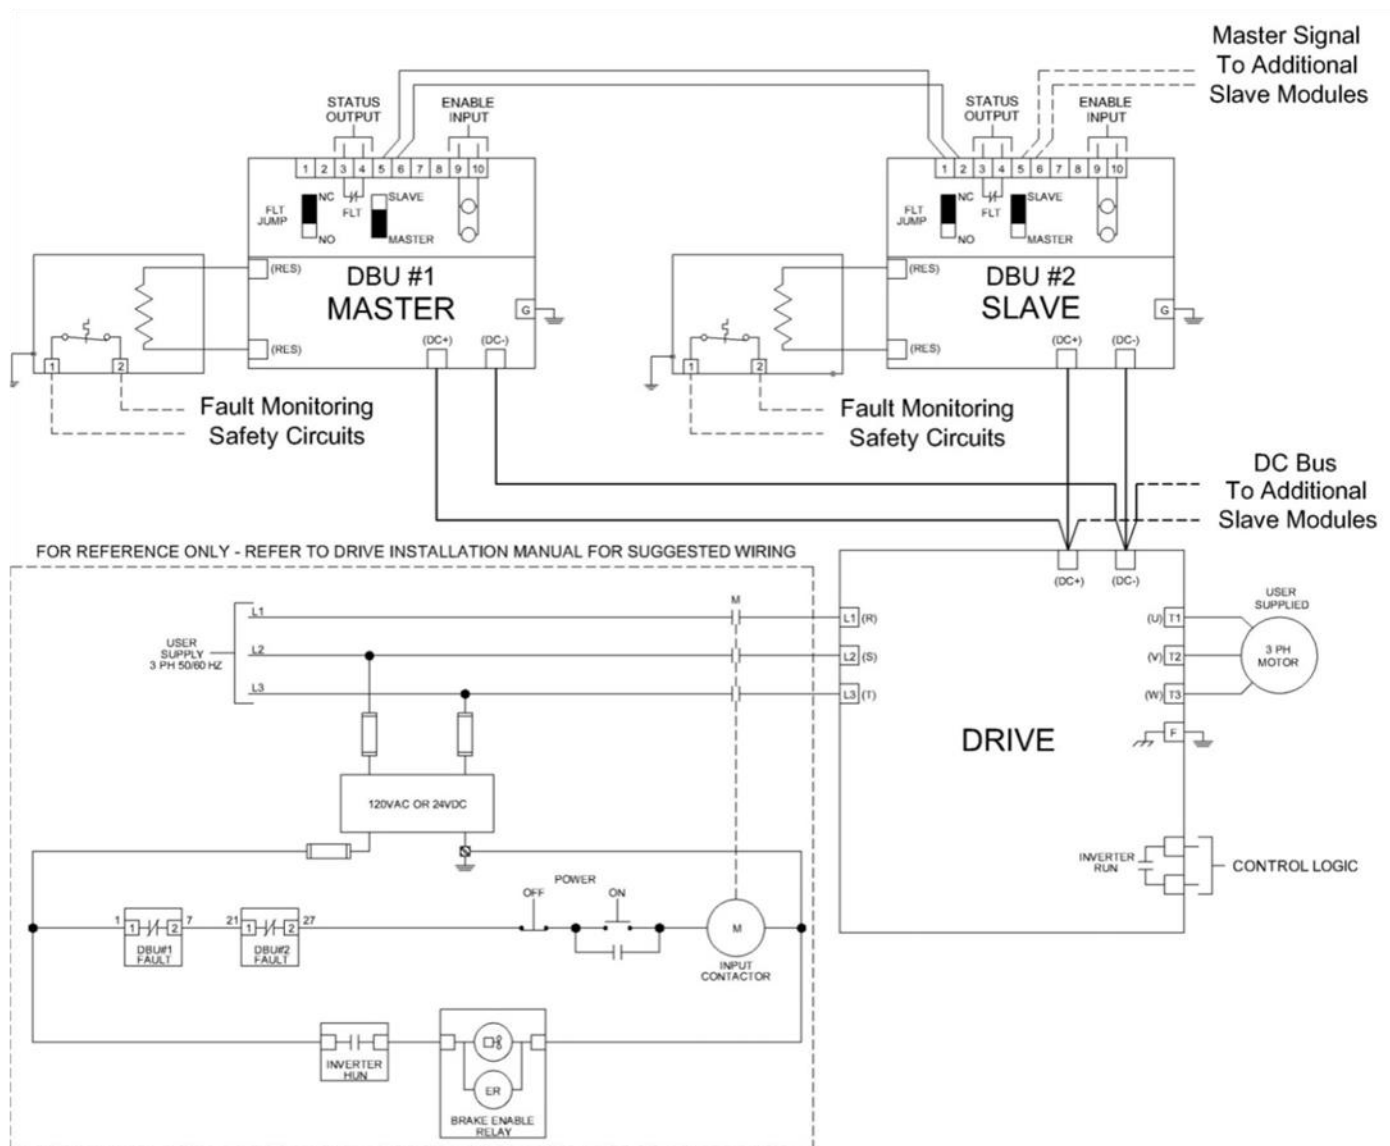 Master Signal
To Additional
Slave Modules
STATUS
OUTPUT
ENABLE
INPUT
1 2 3 4 5 6 7 8 9 10
FLT
JUMP
NC
NO
FLT
SLAVE
MASTER
(RES)
(RES)
DBU #1
MASTER
G
(DC+)
(DC-)
1
2
Fault Monitoring
Safety Circuits
STATUS
OUTPUT
ENABLE
INPUT
1 2 3 4 5 6 7 8 9 10
FLT
JUMP
NC
NO
FLT
SLAVE
MASTER
(RES)
(RES)
DBU #2
SLAVE
G
(DC+)
(DC-)
1
2
Fault Monitoring
Safety Circuits
DC Bus
To Additional
Slave Modules
FOR REFERENCE ONLY - REFER TO DRIVE INSTALLATION MANUAL FOR SUGGESTED WIRING
USER
SUPPLY
3 PH 50/60 HZ
L1
L2
L3
M
120VAC OR 24VDC
POWER
OFF
ON
1
1
2
7
DBU#1
FAULT
21
1
2
27
DBU#2
FAULT
M
INPUT
CONTACTOR
INVERTER
HUN
ER
BRAKE ENABLE
RELAY
(DC+)
(DC-)
L1 (R)
L2 (S)
L3 (T)
DRIVE
(U) T1
(V) T2
(W) T3
F
USER
SUPPLIED
3 PH
MOTOR
INVERTER
RUN
CONTROL LOGIC